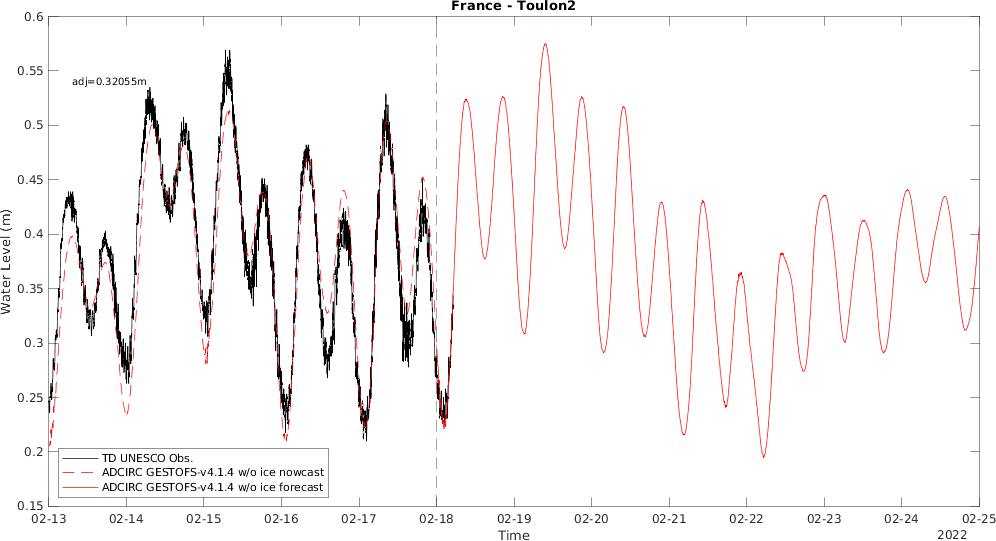 France - Toulon2
0.6
0.55
0.5
0.45
0.4
0.35
0.3
0.25
0.2
0.15
Water Level (m)
adj=0.32055m
TD UNESCO Obs.
ADCIRC GESTOFS-v4.1.4 w/o ice nowcast
ADCIRC GESTOFS-v4.1.4 w/o ice forecast
02-13 02-14 02-15 02-16 02-17 02-18 02-19 02-20 02-21 02-22 02-23 02-24 02-25
Time
2022